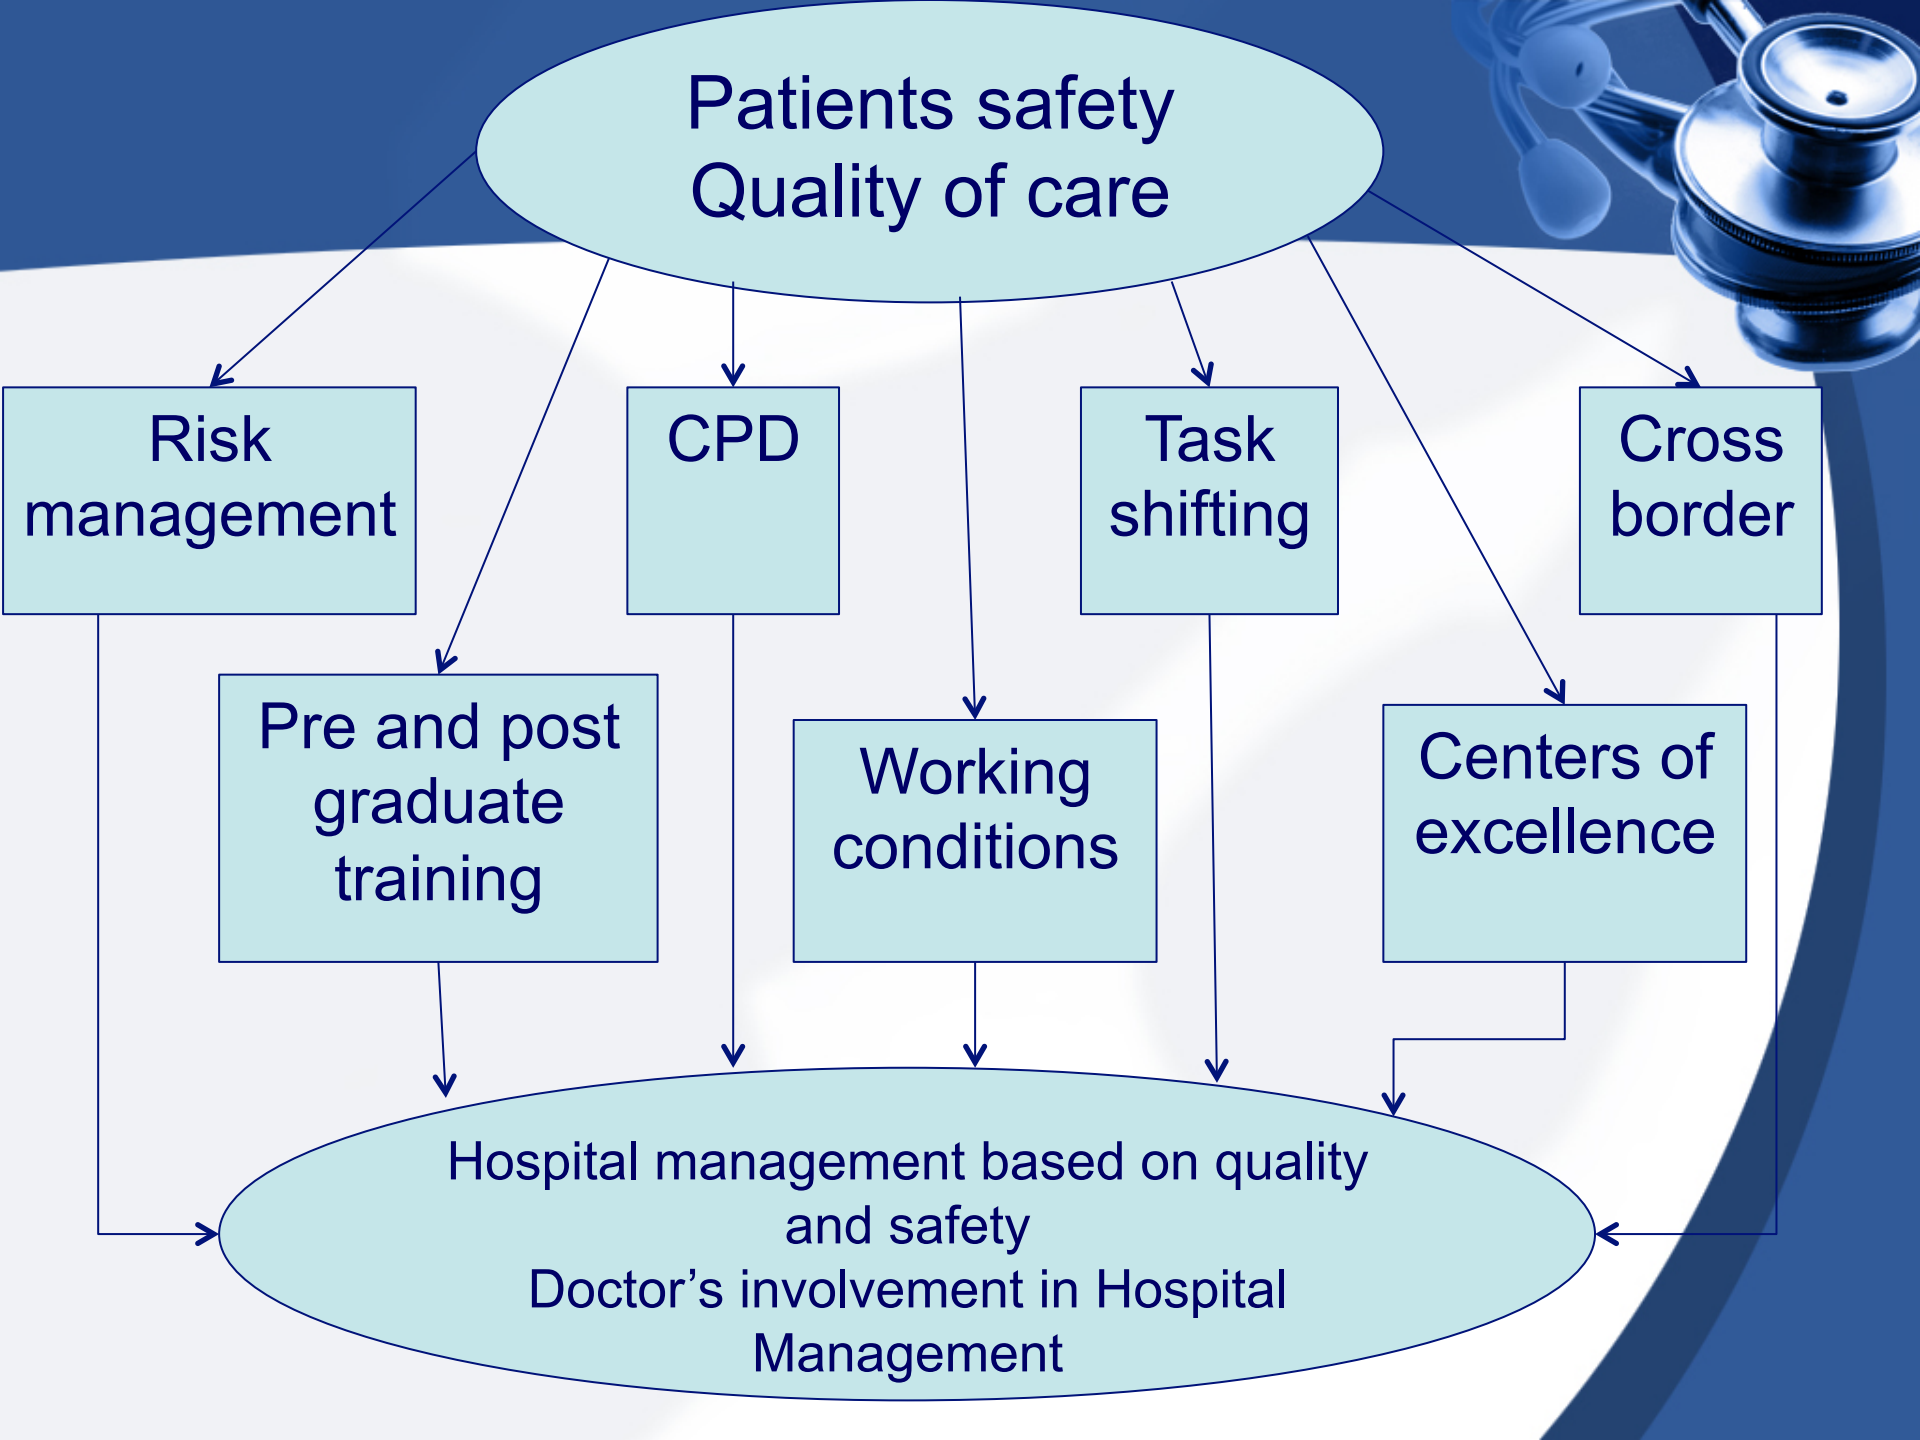 Patients safety
Quality of care
Risk
management
CPD
Task
shifting
Cross
border
Pre and post
graduate
training
Working
conditions
Centers of
excellence
Hospital management based on quality
and safety
Doctor’s involvement in Hospital
Management